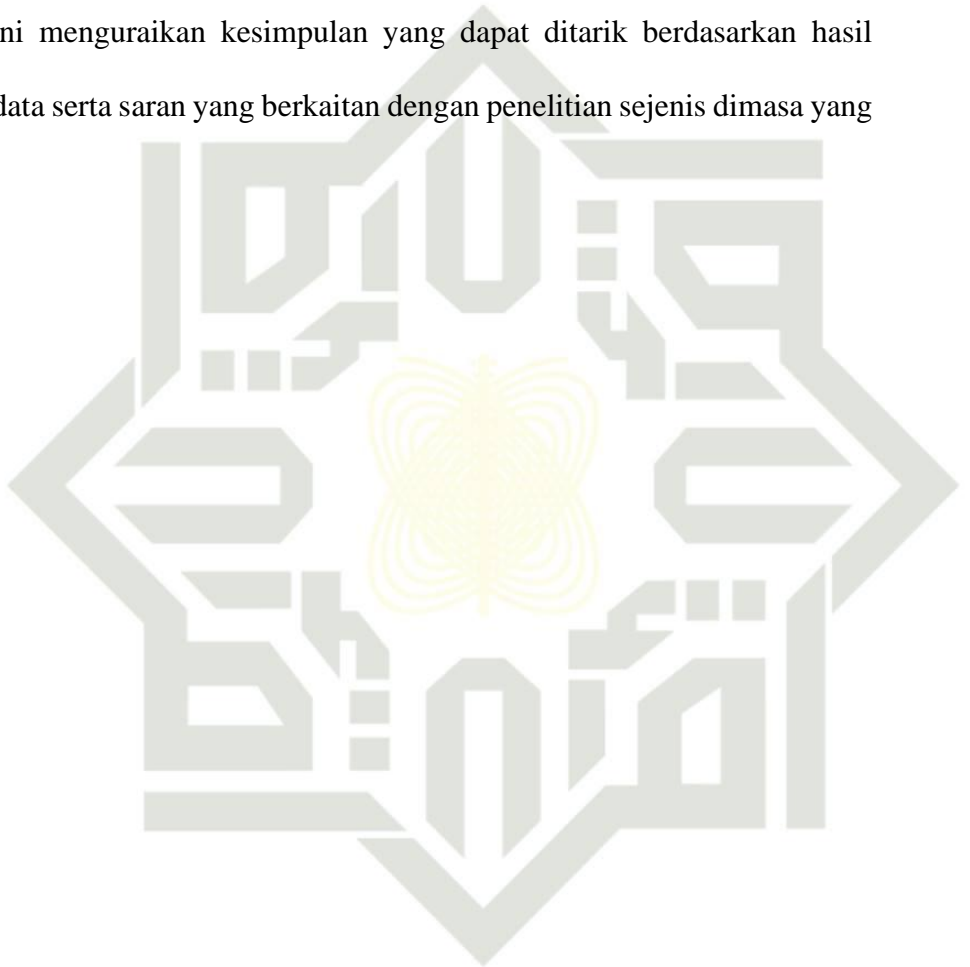 ni menguraikan kesimpulan yang dapat ditarik berdasarkan hasil
data serta saran yang berkaitan dengan penelitian sejenis dimasa yang